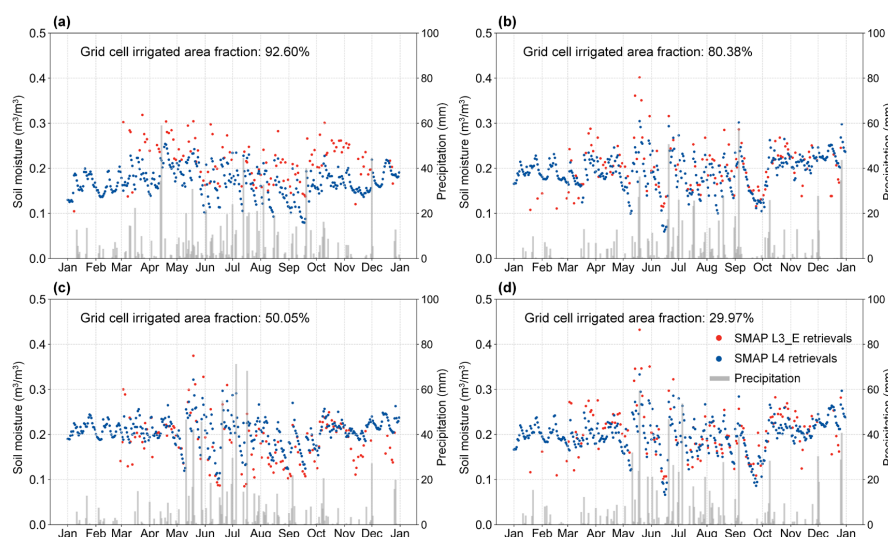 (a)
Grid cell irrigated area fraction: 92.60%
Soil moisture (m³/m³)
0.5
0.4
0.3
0.2
0.1
0.0
Precipitation (mm)
100
80
60
40
20
0
Jan Feb Mar Apr May Jun Jul Aug Sep Oct Nov Dec Jan
(b)
Grid cell irrigated area fraction: 80.38%
Soil moisture (m³/m³)
0.5
0.4
0.3
0.2
0.1
0.0
Precipitation (mm)
100
80
60
40
20
0
Jan Feb Mar Apr May Jun Jul Aug Sep Oct Nov Dec Jan
(c)
Grid cell irrigated area fraction: 50.05%
Soil moisture (m³/m³)
0.5
0.4
0.3
0.2
0.1
0.0
Precipitation (mm)
100
80
60
40
20
0
Jan Feb Mar Apr May Jun Jul Aug Sep Oct Nov Dec Jan
(d)
Grid cell irrigated area fraction: 29.97%
SMAP L3_E retrievals
SMAP L4 retrievals
Precipitation
Soil moisture (m³/m³)
0.5
0.4
0.3
0.2
0.1
0.0
Precipitation (mm)
100
80
60
40
20
0
Jan Feb Mar Apr May Jun Jul Aug Sep Oct Nov Dec Jan